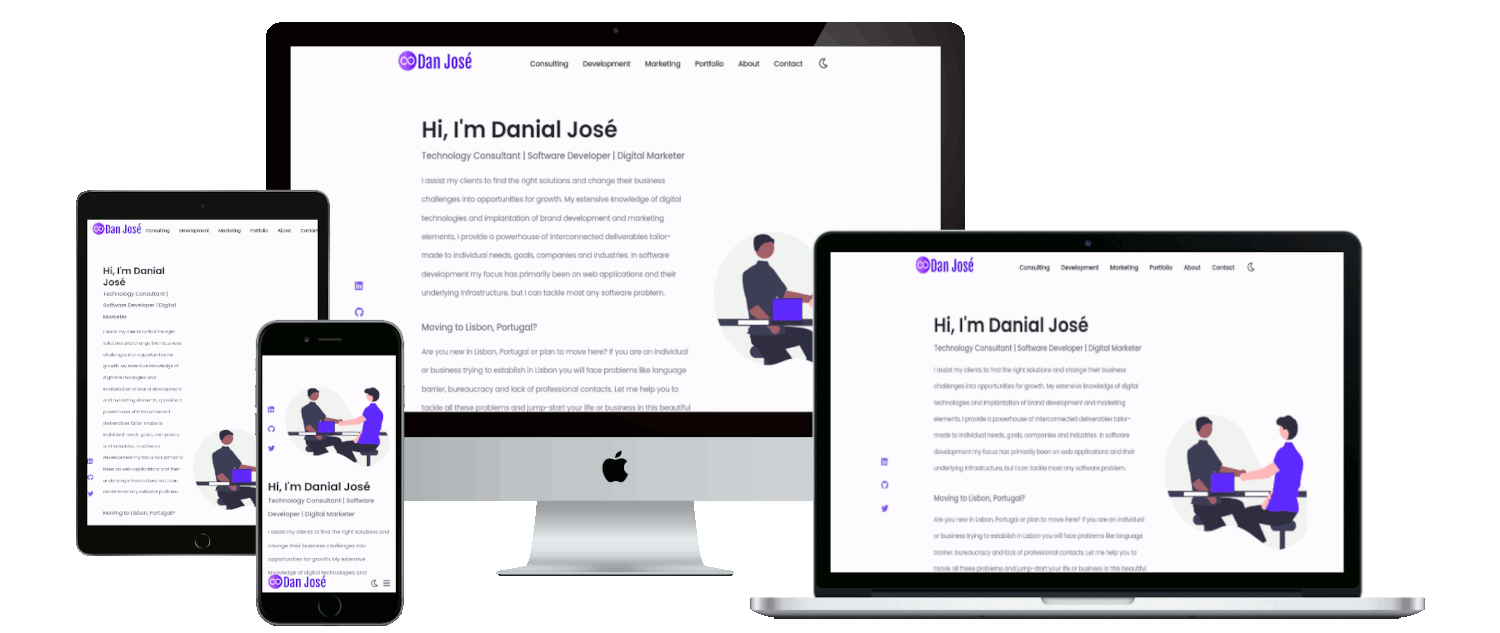 Dan José
Consulting Development Marketing Portfolio About Contact
Hi, I'm Danial José
Technology Consultant | Software Developer | Digital Marketer
I assist my clients to find the right solutions and change their business
challenges into opportunities for growth. My extensive knowledge of digital
technologies and implantation of brand development and marketing
elements, I provide a powerhouse of interconnected deliverables tailor-
made to individual needs, goals, companies and industries. In software
development my focus has primarily been on web applications and their
underlying infrastructure, but I can tackle most any software problem.
Moving to Lisbon, Portugal?
Are you new in Lisbon, Portugal or plan to move here? If you are an individual
or business trying to establish in Lisbon you will face problems like language
barrier, bureaucracy and lack of professional contacts. Let me help you to
tackle all these problems and jump-start your life or business in this beautiful
Dan José
Consulting Development Marketing Portfolio About Contact
Hi, I'm Danial
José
Technology Consultant |
Software Developer | Digital
Marketer
I assist my clients to find the right
solutions and change their business
challenges into opportunities for
growth. My extensive knowledge of
digital technologies and
implantation of brand development
and marketing elements, I provide a
powerhouse of interconnected
deliverables tailor-made to
individual needs, goals, companies
and industries. In software
development my focus has primarily
been on web applications and their
underlying infrastructure, but I can
tackle most any software problem.
Moving to Lisbon, Portugal?
Hi, I'm Danial José
Technology Consultant | Software
Developer | Digital Marketer
I assist my clients to find the right solutions and
change their business challenges into
opportunities for growth. My extensive
knowledge of digital technologies and
Dan José
Dan José
Consulting Development Marketing Portfolio About Contact
Hi, I'm Danial José
Technology Consultant | Software Developer | Digital Marketer
I assist my clients to find the right solutions and change their business
challenges into opportunities for growth. My extensive knowledge of digital
technologies and implantation of brand development and marketing
elements, I provide a powerhouse of interconnected deliverables tailor-
made to individual needs, goals, companies and industries. In software
development my focus has primarily been on web applications and their
underlying infrastructure, but I can tackle most any software problem.
Moving to Lisbon, Portugal?
Are you new in Lisbon, Portugal or plan to move here? If you are an individual
or business trying to establish in Lisbon you will face problems like language
barrier, bureaucracy and lack of professional contacts. Let me help you to
tackle all these problems and jump-start your life or business in this beautiful